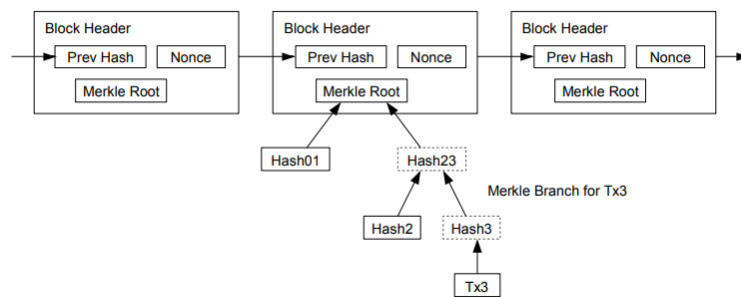 Block Header
Block Header
Block Header
Prev Hash
Nonce
Prev Hash
Nonce
Prev Hash
Nonce
Merkle Root
Merkle Root
Merkle Root
Hash01
Hash23
Merkle Branch for Tx3
Hash2
Hash3
Tx3